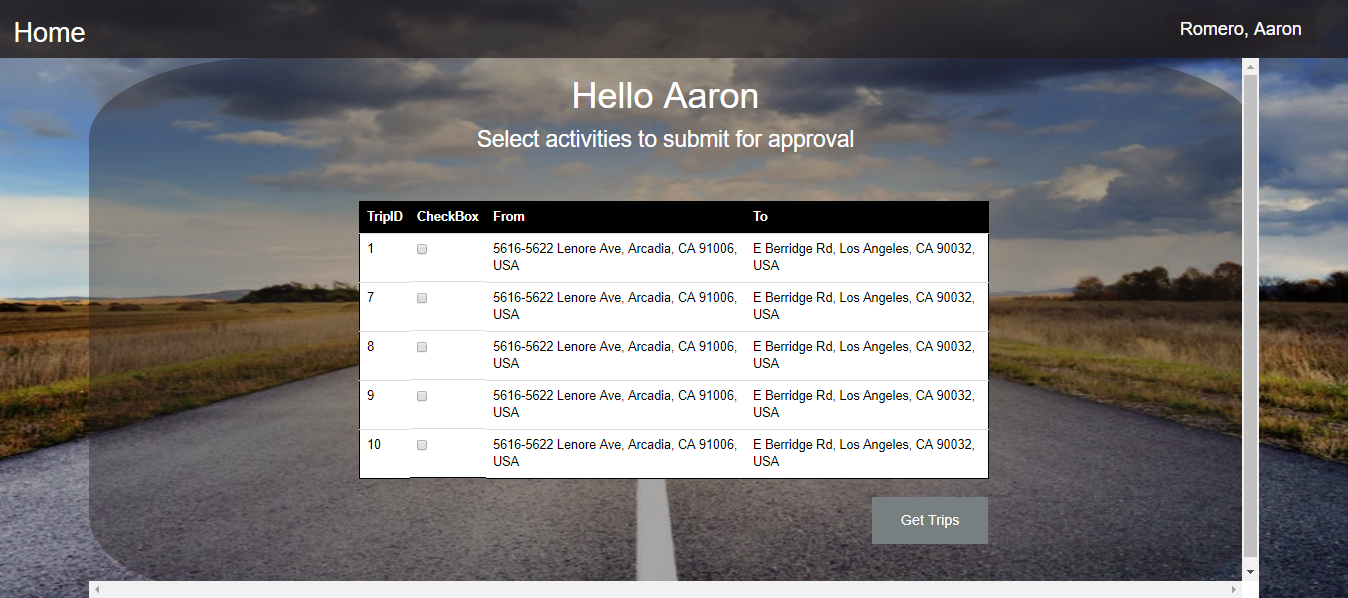 Home
Romero, Aaron
Hello Aaron
Select activities to submit for approval
TripID CheckBox From To
1 5616-5622 Lenore Ave, Arcadia, CA 91006, E Berridge Rd, Los Angeles, CA 90032,
USA USA
7 5616-5622 Lenore Ave, Arcadia, CA 91006, E Berridge Rd, Los Angeles, CA 90032,
USA USA
8 5616-5622 Lenore Ave, Arcadia, CA 91006, E Berridge Rd, Los Angeles, CA 90032,
USA USA
9 5616-5622 Lenore Ave, Arcadia, CA 91006, E Berridge Rd, Los Angeles, CA 90032,
USA USA
10 5616-5622 Lenore Ave, Arcadia, CA 91006, E Berridge Rd, Los Angeles, CA 90032,
USA USA
Get Trips